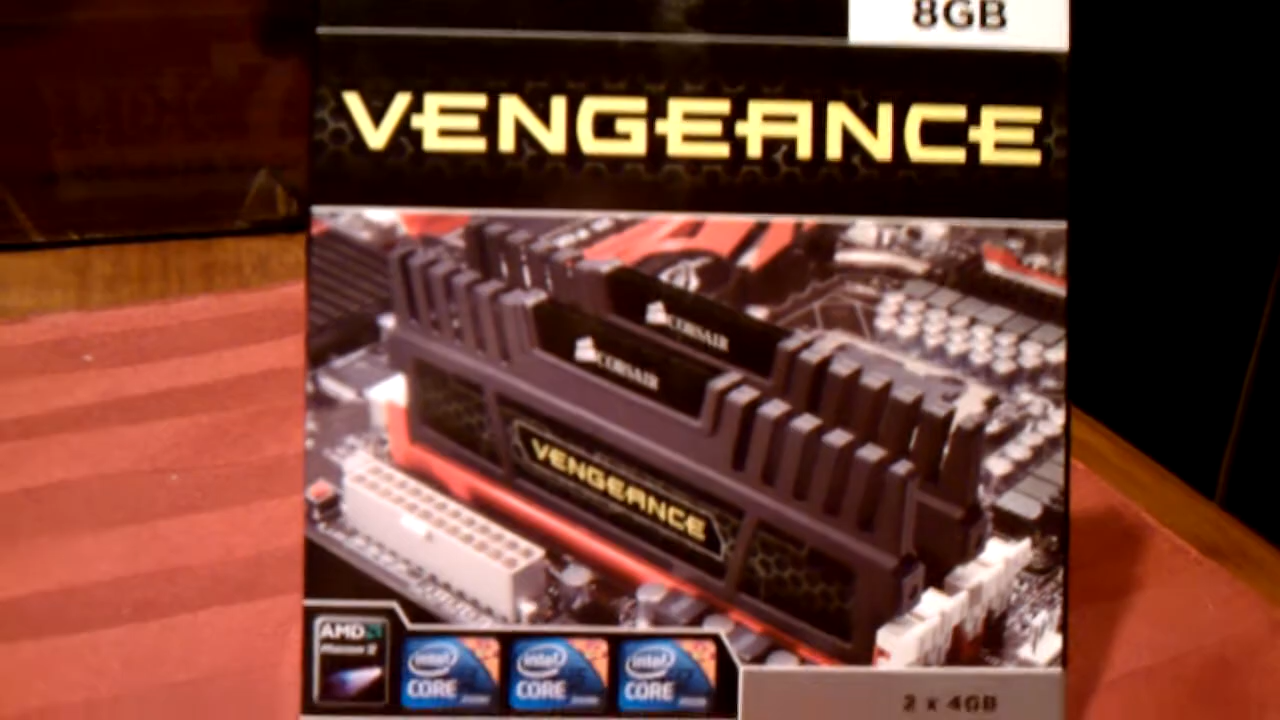 8GB
VENGEANCE
CORSAIR
CORSAIR
VENGEANCE
AMD
intel intel intel
CORE CORE CORE
2 x 4GB